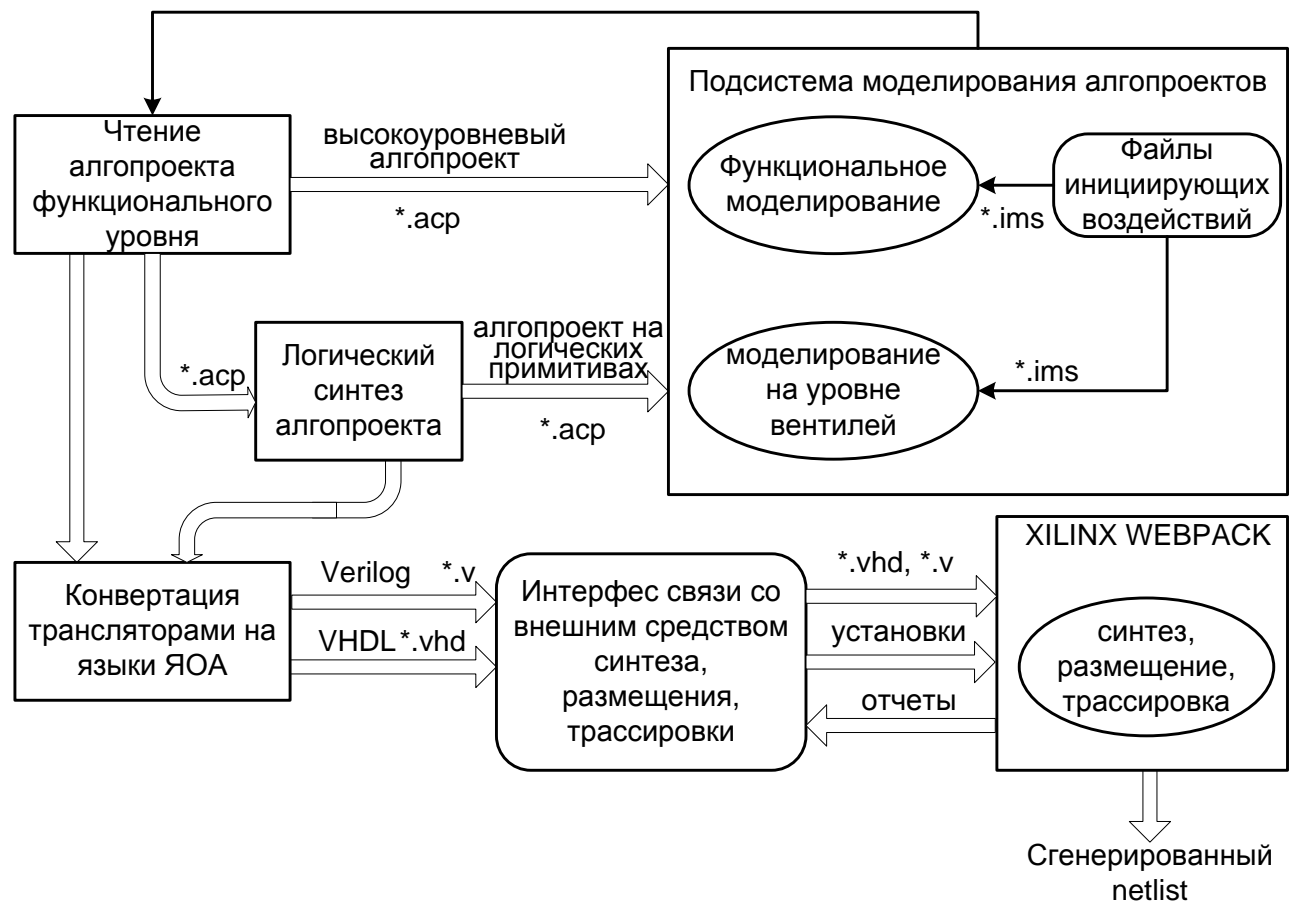 Подсистема моделирования алгопроектов
Чтение
алгопроекта
функционального
уровня
высокоуровневый
алгопроект
*.acp
Функциональное
моделирование
*.ims
Файлы
инициирующих
воздействий
*.acp
Логический
синтез
алгопроекта
алгопроект на
логических
примитивах
*.acp
моделирование
на уровне
вентилей
*.ims
Конвертация
трансляторами на
языки ЯОА
Verilog *.v
VHDL *.vhd
Интерфес связи со
внешним средством
синтеза,
размещения,
трассировки
*.vhd, *.v
установки
отчеты
XILINX WEBPACK
синтез,
размещение,
трассировка
Сгенерированный
netlist